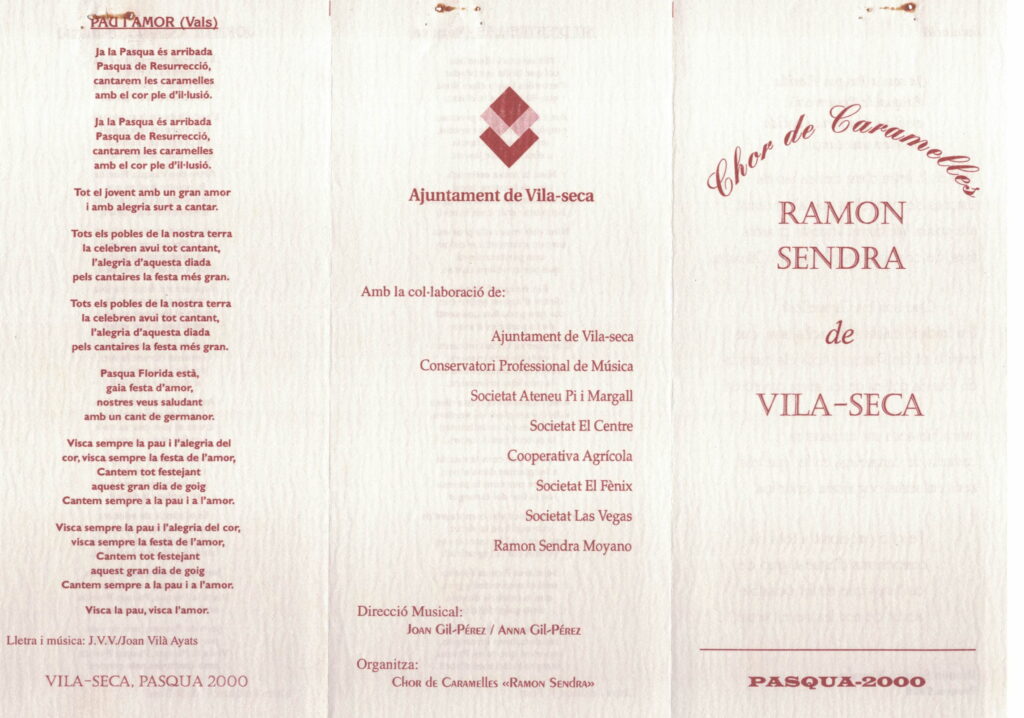 PAU I AMOR (Vals)
Ja la Pasqua és arribada
Pasqua de Resurrecció,
cantarem les caramelles
amb el cor ple d'il·lusió.
Ja la Pasqua és arribada
Pasqua de Resurrecció,
cantarem les caramelles
amb el cor ple d'il·lusió.
Tot el jovent amb un gran amor
i amb alegria surt a cantar.
Tots els pobles de la nostra terra
la celebren avui tot cantant,
l'alegria d'aquesta diada
pels cantaires la festa més gran.
Tots els pobles de la nostra terra
la celebren avui tot cantant,
l'alegria d'aquesta diada
pels cantaires la festa més gran.
Pasqua Florida està,
gaia festa d'amor,
nostres veus saludant
amb un cant de germanor.
Visca sempre la pau i l'alegria del
cor, visca sempre la festa de l'amor,
Cantem tot festejant
aquest gran dia de goig
Cantem sempre a la pau i a l'amor.
Visca sempre la pau i l'alegria del cor,
visca sempre la festa de l'amor,
Cantem tot festejant
aquest gran dia de goig
Cantem sempre a la pau i a l'amor.
Visca la pau, visca l'amor.
Lletra i música: J.V.V./Joan Vilà Ayats
VILA-SECA, PASQUA 2000
Ajuntament de Vila-seca
Amb la col·laboració de:
Ajuntament de Vila-seca
Conservatori Professional de Música
Societat Ateneu Pi i Margall
Societat El Centre
Cooperativa Agrícola
Societat El Fènix
Societat Las Vegas
Ramon Sendra Moyano
Direcció Musical:
JOAN GIL-PÉREZ / ANNA GIL-PÉREZ
Organitza:
CHOR DE CARAMELLES «RAMON SENDRA»
Chor de Caramelles
RAMON
SENDRA
de
VILA-SECA
PASQUA-2000